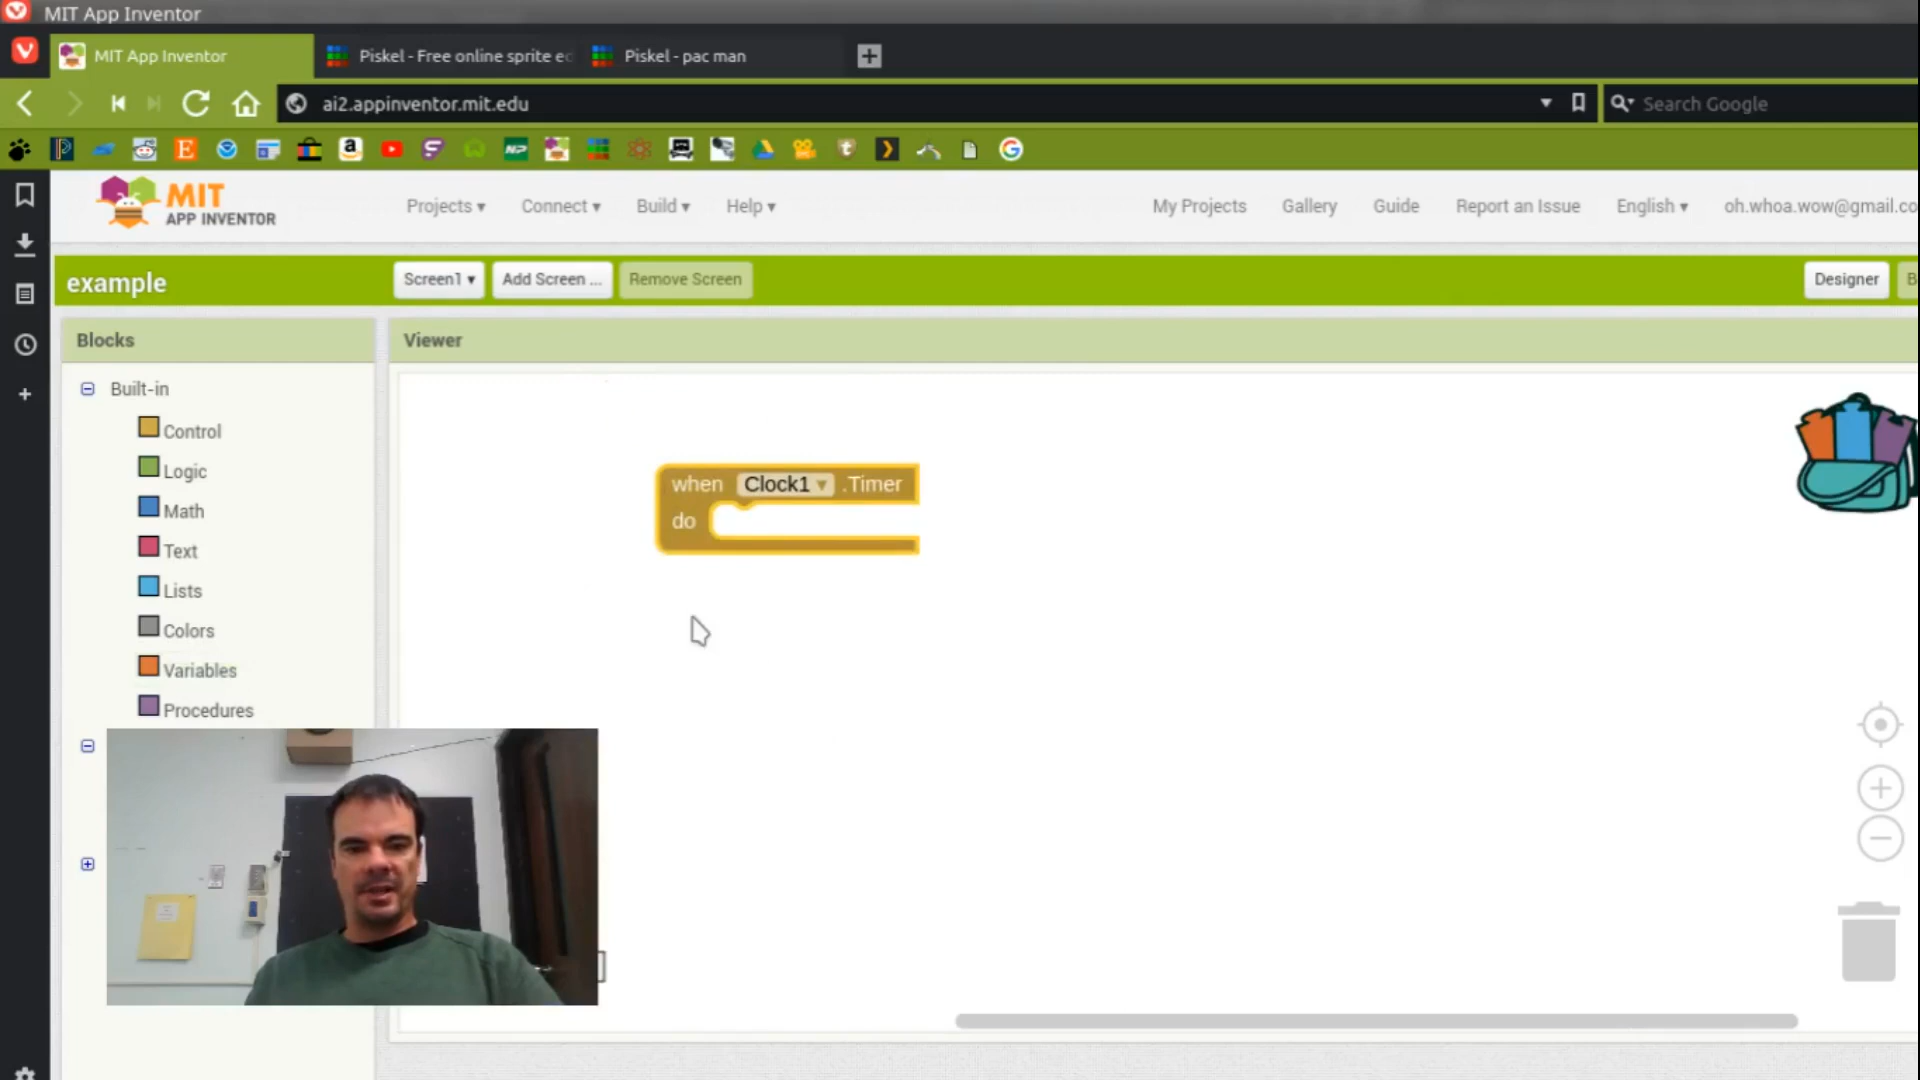 MIT App Inventor
MIT App Inventor
Piskel - Free online sprite ec
Piskel - pac man
ai2.appinventor.mit.edu
Search Google
MIT
APP INVENTOR
Projects ▾
Connect ▾
Build ▾
Help ▾
My Projects
Gallery
Guide
Report an Issue
English ▾
oh.whoa.wow@gmail.co
example
Screen1 ▾
Add Screen ...
Remove Screen
Designer
B
Blocks
Viewer
Built-in
Control
Logic
Math
Text
Lists
Colors
Variables
Procedures
when Clock1 ▾ .Timer
do